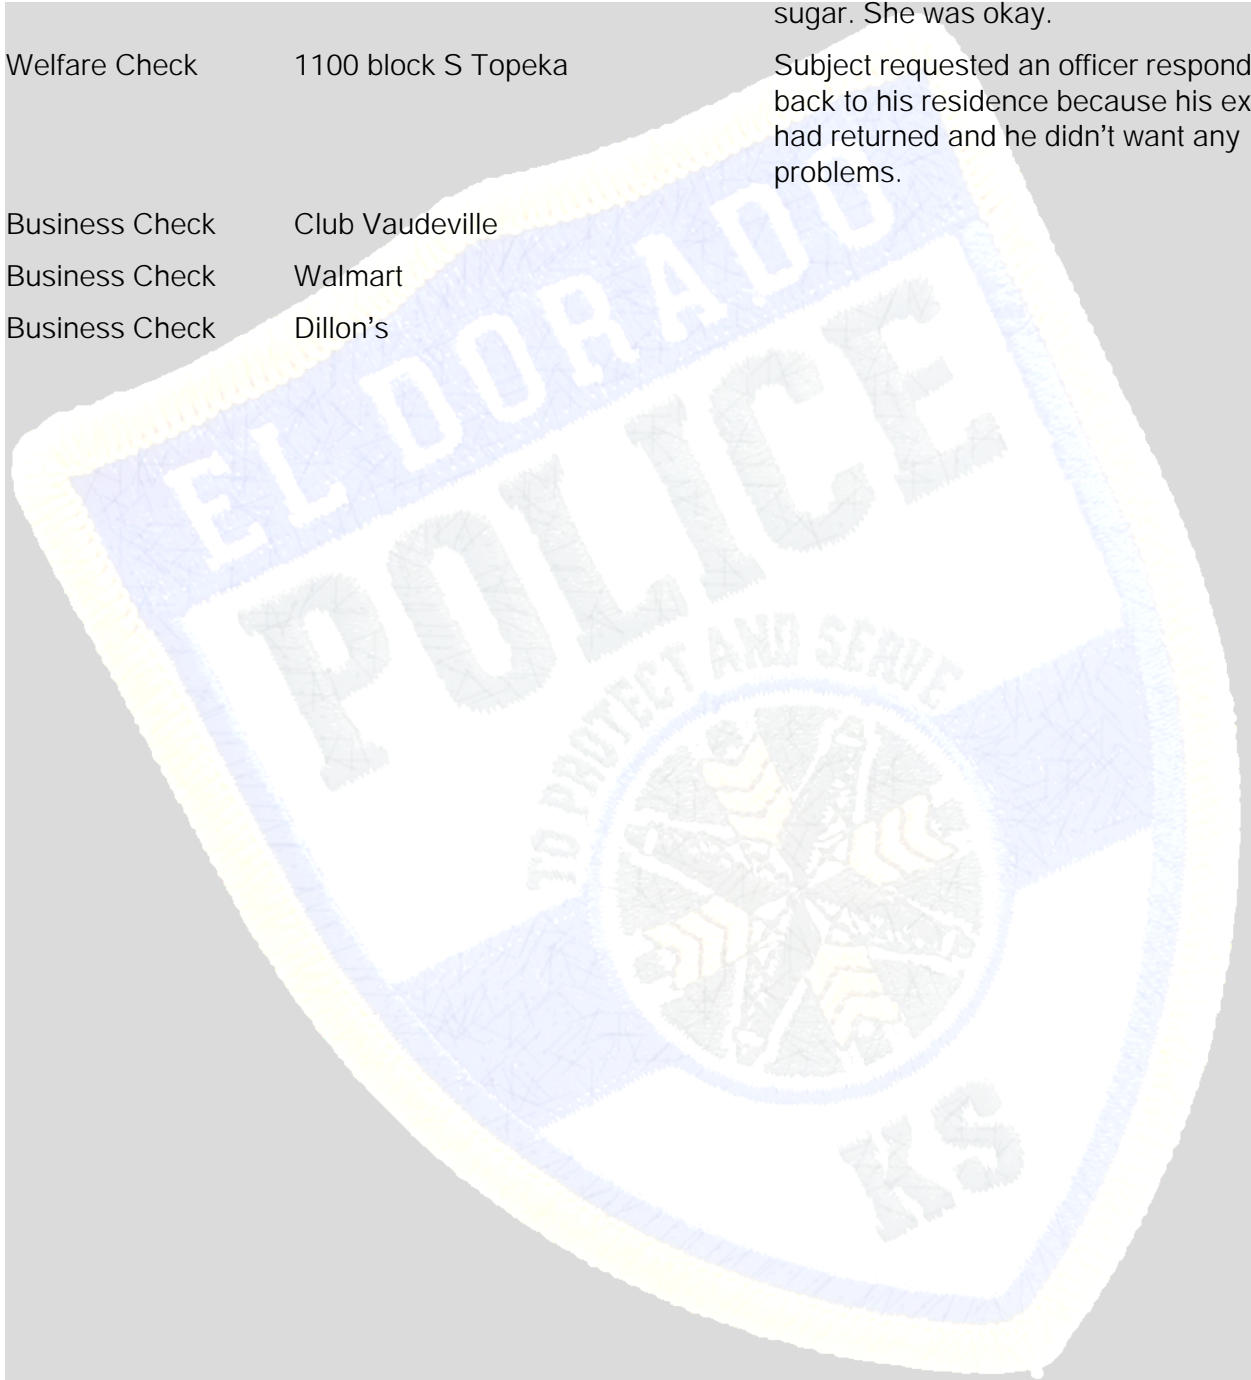 sugar. She was okay.
Welfare Check 1100 block S Topeka Subject requested an officer respond
back to his residence because his ex
had returned and he didn't want any
problems.
Business Check Club Vaudeville
Business Check Walmart
Business Check Dillon's
EL DORADO
POLICE
TO PROTECT AND SERVE
KS